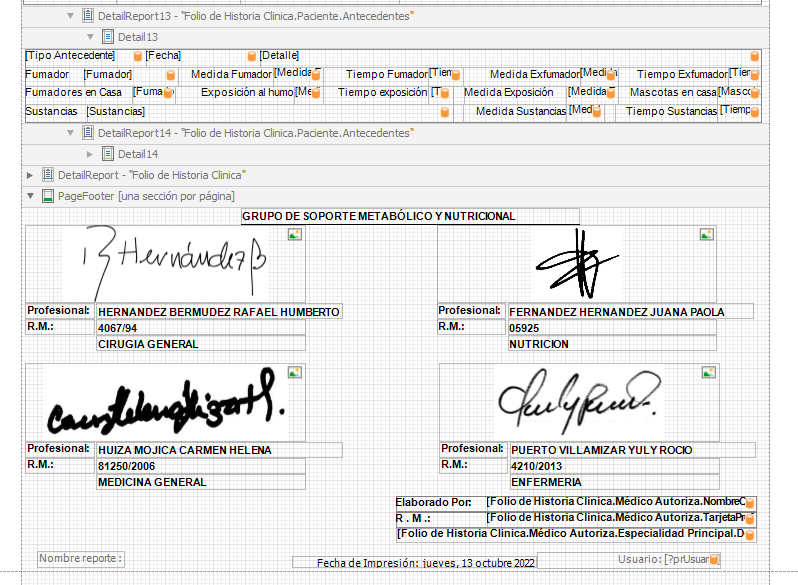 DetailReport13 - "Folio de Historia Clinica.Paciente.Antecedentes"
Detail13
[Tipo Antecedente] [Fecha] [Detalle]
Fumador [Fumador] Medida Fumador [Medida Tiempo Fumador [Tiem Medida Exfumador [Medi Tiempo Exfumador [Tier
Fumadores en Casa [Fuma Exposición al humo [Me Tiempo exposición [T Medida Exposición [Medida Mascotas en casa [Masco
Sustancias [Sustancias] Medida Sustancias [Med Tiempo Sustancias [Tiemp
DetailReport14 - "Folio de Historia Clinica.Paciente.Antecedentes"
Detail14
DetailReport - "Folio de Historia Clinica"
PageFooter [una sección por página]
GRUPO DE SOPORTE METABÓLICO Y NUTRICIONAL
Hernández B
Profesional: HERNANDEZ BERMUDEZ RAFAEL HUMBERTO Profesional: FERNANDEZ HERNANDEZ JUANA PAOLA
R.M.: 4067/94 R.M.: 05925
CIRUGIA GENERAL NUTRICION
Profesional: HUIZA MOJICA CARMEN HELENA Profesional: PUERTO VILLAMIZAR YULY ROCIO
R.M.: 81250/2006 R.M.: 4210/2013
MEDICINA GENERAL ENFERMERIA
Elaborado Por: [Folio de Historia Clinica.Médico Autoriza.NombreC
R . M .: [Folio de Historia Clinica.Médico Autoriza.TarjetaPr
[Folio de Historia Clinica.Médico Autoriza.Especialidad Principal.D
Nombre reporte : Fecha de Impresión: jueves, 13 octubre 2022 Usuario: [?prUsuar